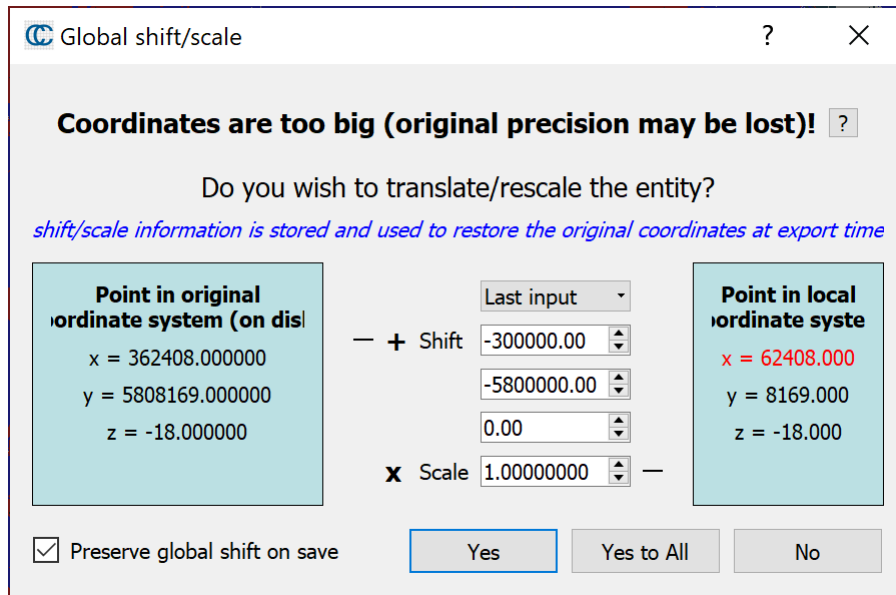 Global shift/scale
?
Coordinates are too big (original precision may be lost)!
?
Do you wish to translate/rescale the entity?
shift/scale information is stored and used to restore the original coordinates at export time
Point in original
oordinate system (on disl
x = 362408.000000
y = 5808169.000000
z = -18.000000
Last input
+ Shift -300000.00
-5800000.00
0.00
x Scale 1.00000000
Point in local
oordinate syste
x = 62408.000
y = 8169.000
z = -18.000
Preserve global shift on save
Yes
Yes to All
No